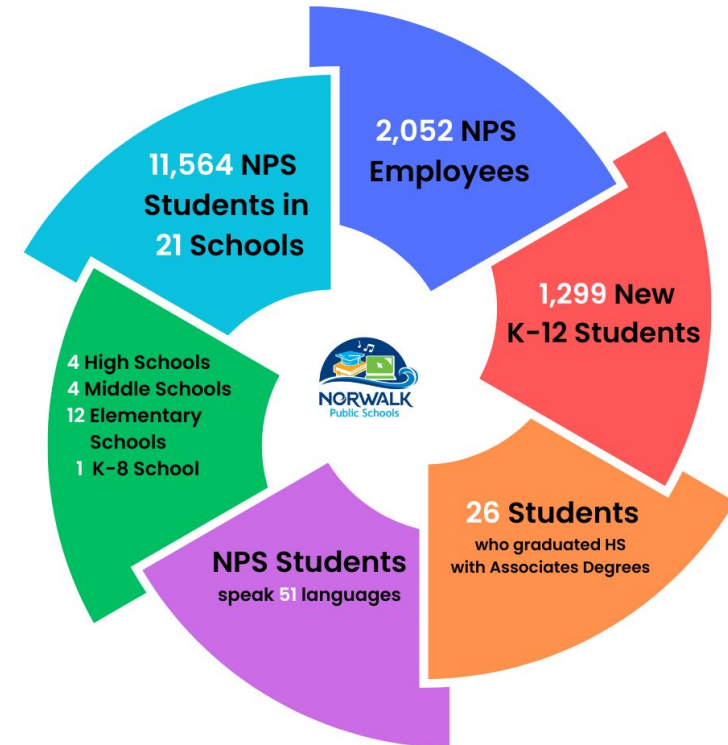 2,052 NPS
Employees
1,299 New
K-12 Students
26 Students
who graduated HS
with Associates Degrees
NPS Students
speak 51 languages
4 High Schools
4 Middle Schools
12 Elementary
Schools
1 K-8 School
11,564 NPS
Students in
21 Schools
NORWALK
Public Schools